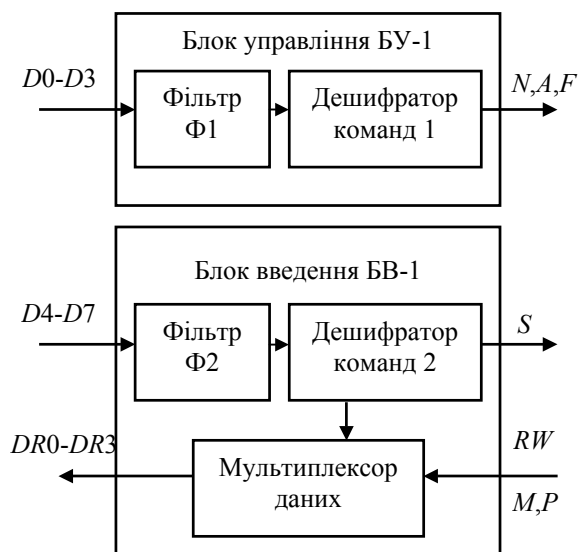 Блок управління БУ-1
D0-D3
Фільтр
Ф1
Дешифратор
команд 1
N,A,F
Блок введення БВ-1
D4-D7
Фільтр
Ф2
Дешифратор
команд 2
S
DR0-DR3
Мультиплексор
даних
RW
M,P